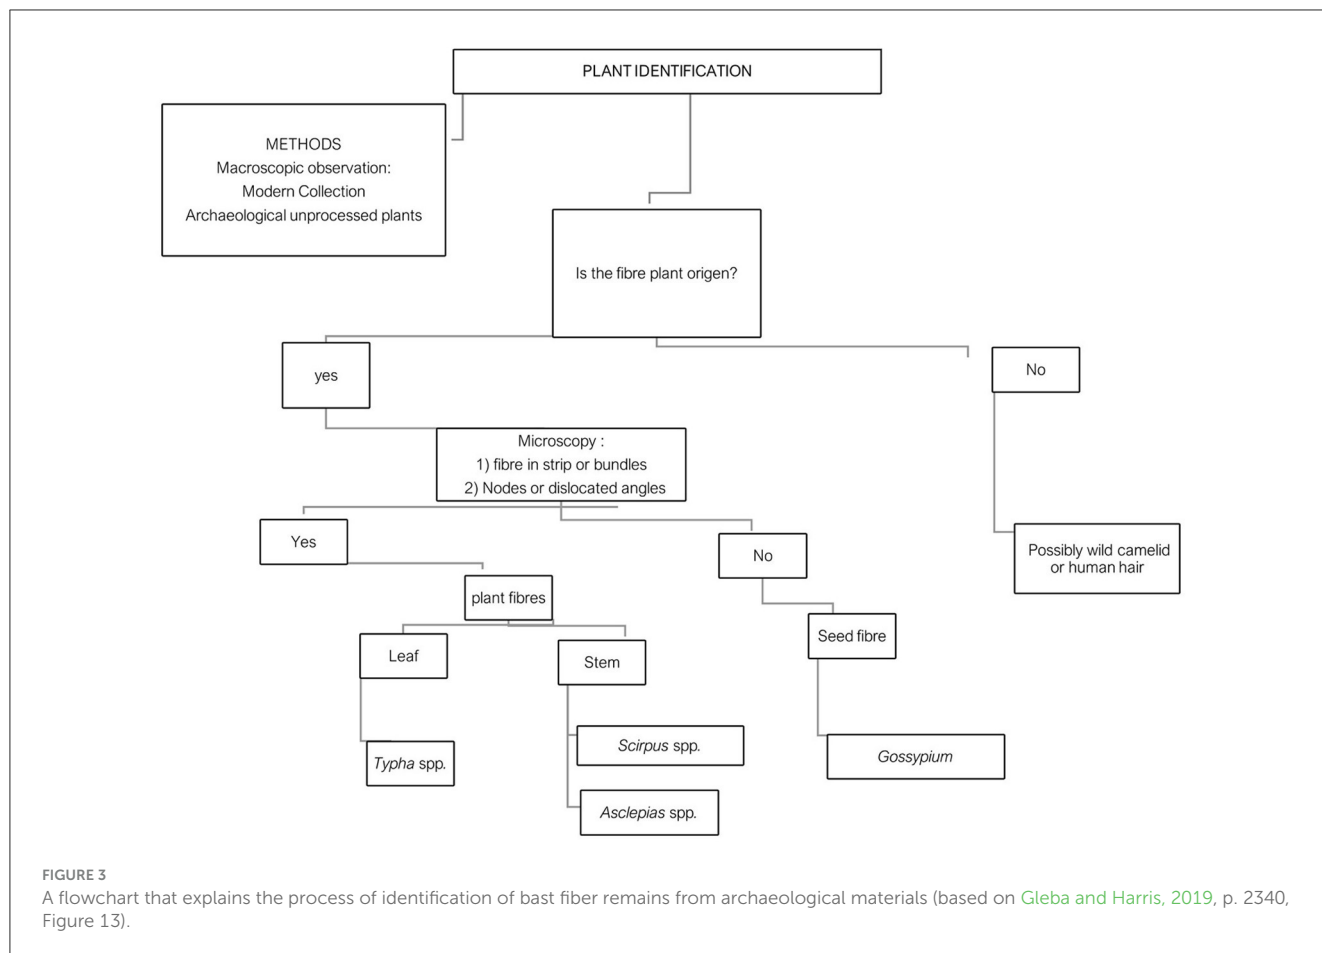 PLANT IDENTIFICATION
METHODS
Macroscopic observation:
Modern Collection
Archaeological unprocessed plants
Is the fibre plant origen?
yes
No
Microscopy :
1) fibre in strip or bundles
2) Nodes or dislocated angles
Yes
No
Possibly wild camelid
or human hair
plant fibres
Seed fibre
Leaf
Stem
Scirpus spp.
Typha spp.
Gossypium
Asclepias spp.
FIGURE 3
A flowchart that explains the process of identification of bast fiber remains from archaeological materials (based on Gleba and Harris, 2019, p. 2340,
Figure 13).